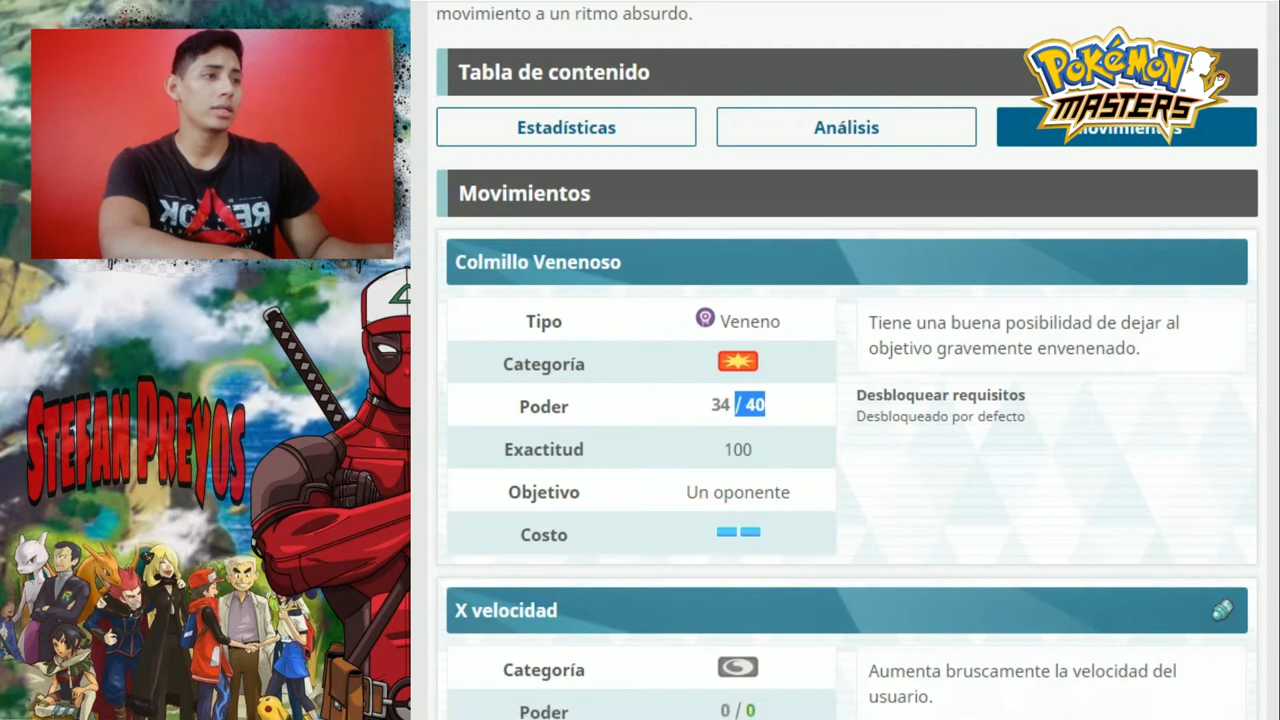 movimiento a un ritmo absurdo.
POKÉMON
MASTERS
Tabla de contenido
Estadísticas
Análisis
Movimientos
Movimientos
Colmillo Venenoso
Tipo
Veneno
Tiene una buena posibilidad de dejar al
objetivo gravemente envenenado.
Categoría
Poder
34 / 40
Desbloquear requisitos
Desbloqueado por defecto
Exactitud
100
Objetivo
Un oponente
Costo
X velocidad
Categoría
Aumenta bruscamente la velocidad del
usuario.
Poder
0 / 0
STEFAN PREYOS